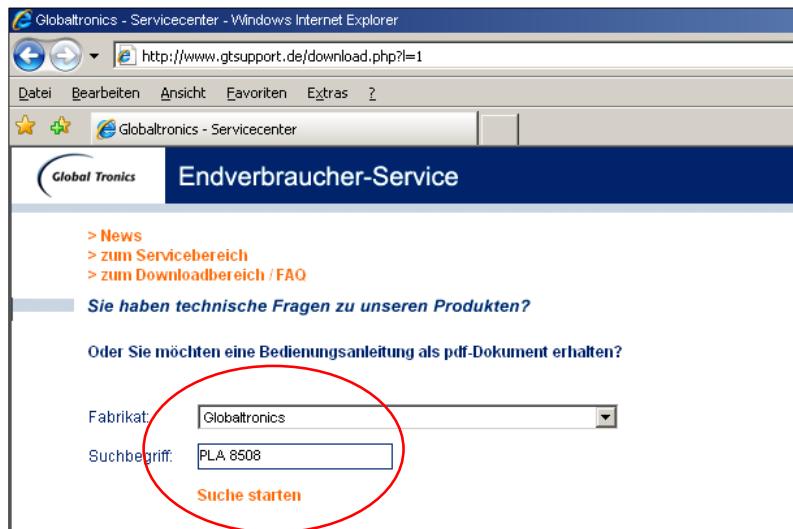 Globaltronics - Servicecenter - Windows Internet Explorer
http://www.gtsupport.de/download.php?l=1
Datei Bearbeiten Ansicht Favoriten Extras ?
Globaltronics - Servicecenter
Global Tronics Endverbraucher-Service
> News
> zum Servicebereich
> zum Downloadbereich / FAQ
Sie haben technische Fragen zu unseren Produkten?
Oder Sie möchten eine Bedienungsanleitung als pdf-Dokument erhalten?
Fabrikat: Globaltronics
Suchbegriff: PLA 8508
Suche starten